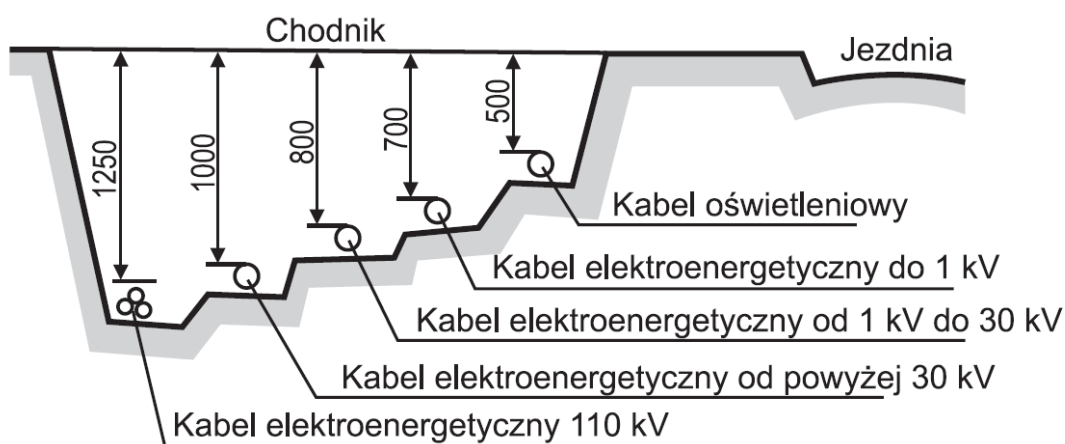 Chodnik
Jezdnia
1250
1000
800
700
500
Kabel oświetleniowy
Kabel elektroenergetyczny do 1 kV
Kabel elektroenergetyczny od 1 kV do 30 kV
Kabel elektroenergetyczny od powyżej 30 kV
Kabel elektroenergetyczny 110 kV